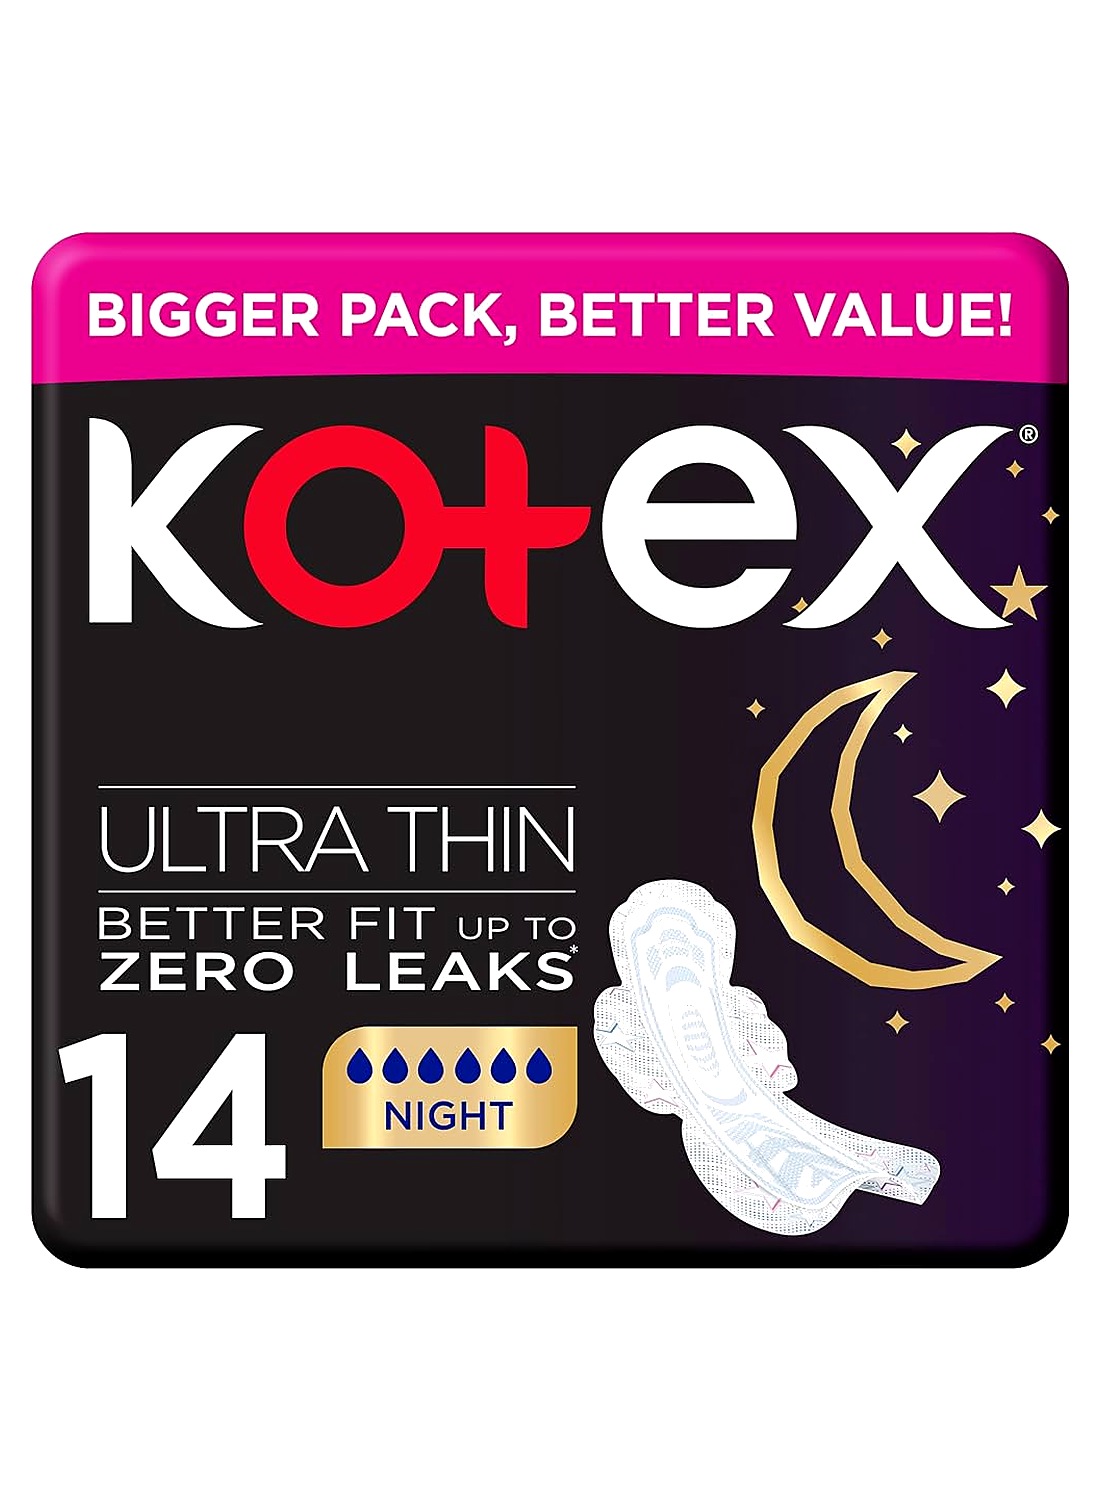 BIGGER PACK, BETTER VALUE!
Kotex®
ULTRA THIN
BETTER FIT UP TO
ZERO LEAKS*
14
NIGHT